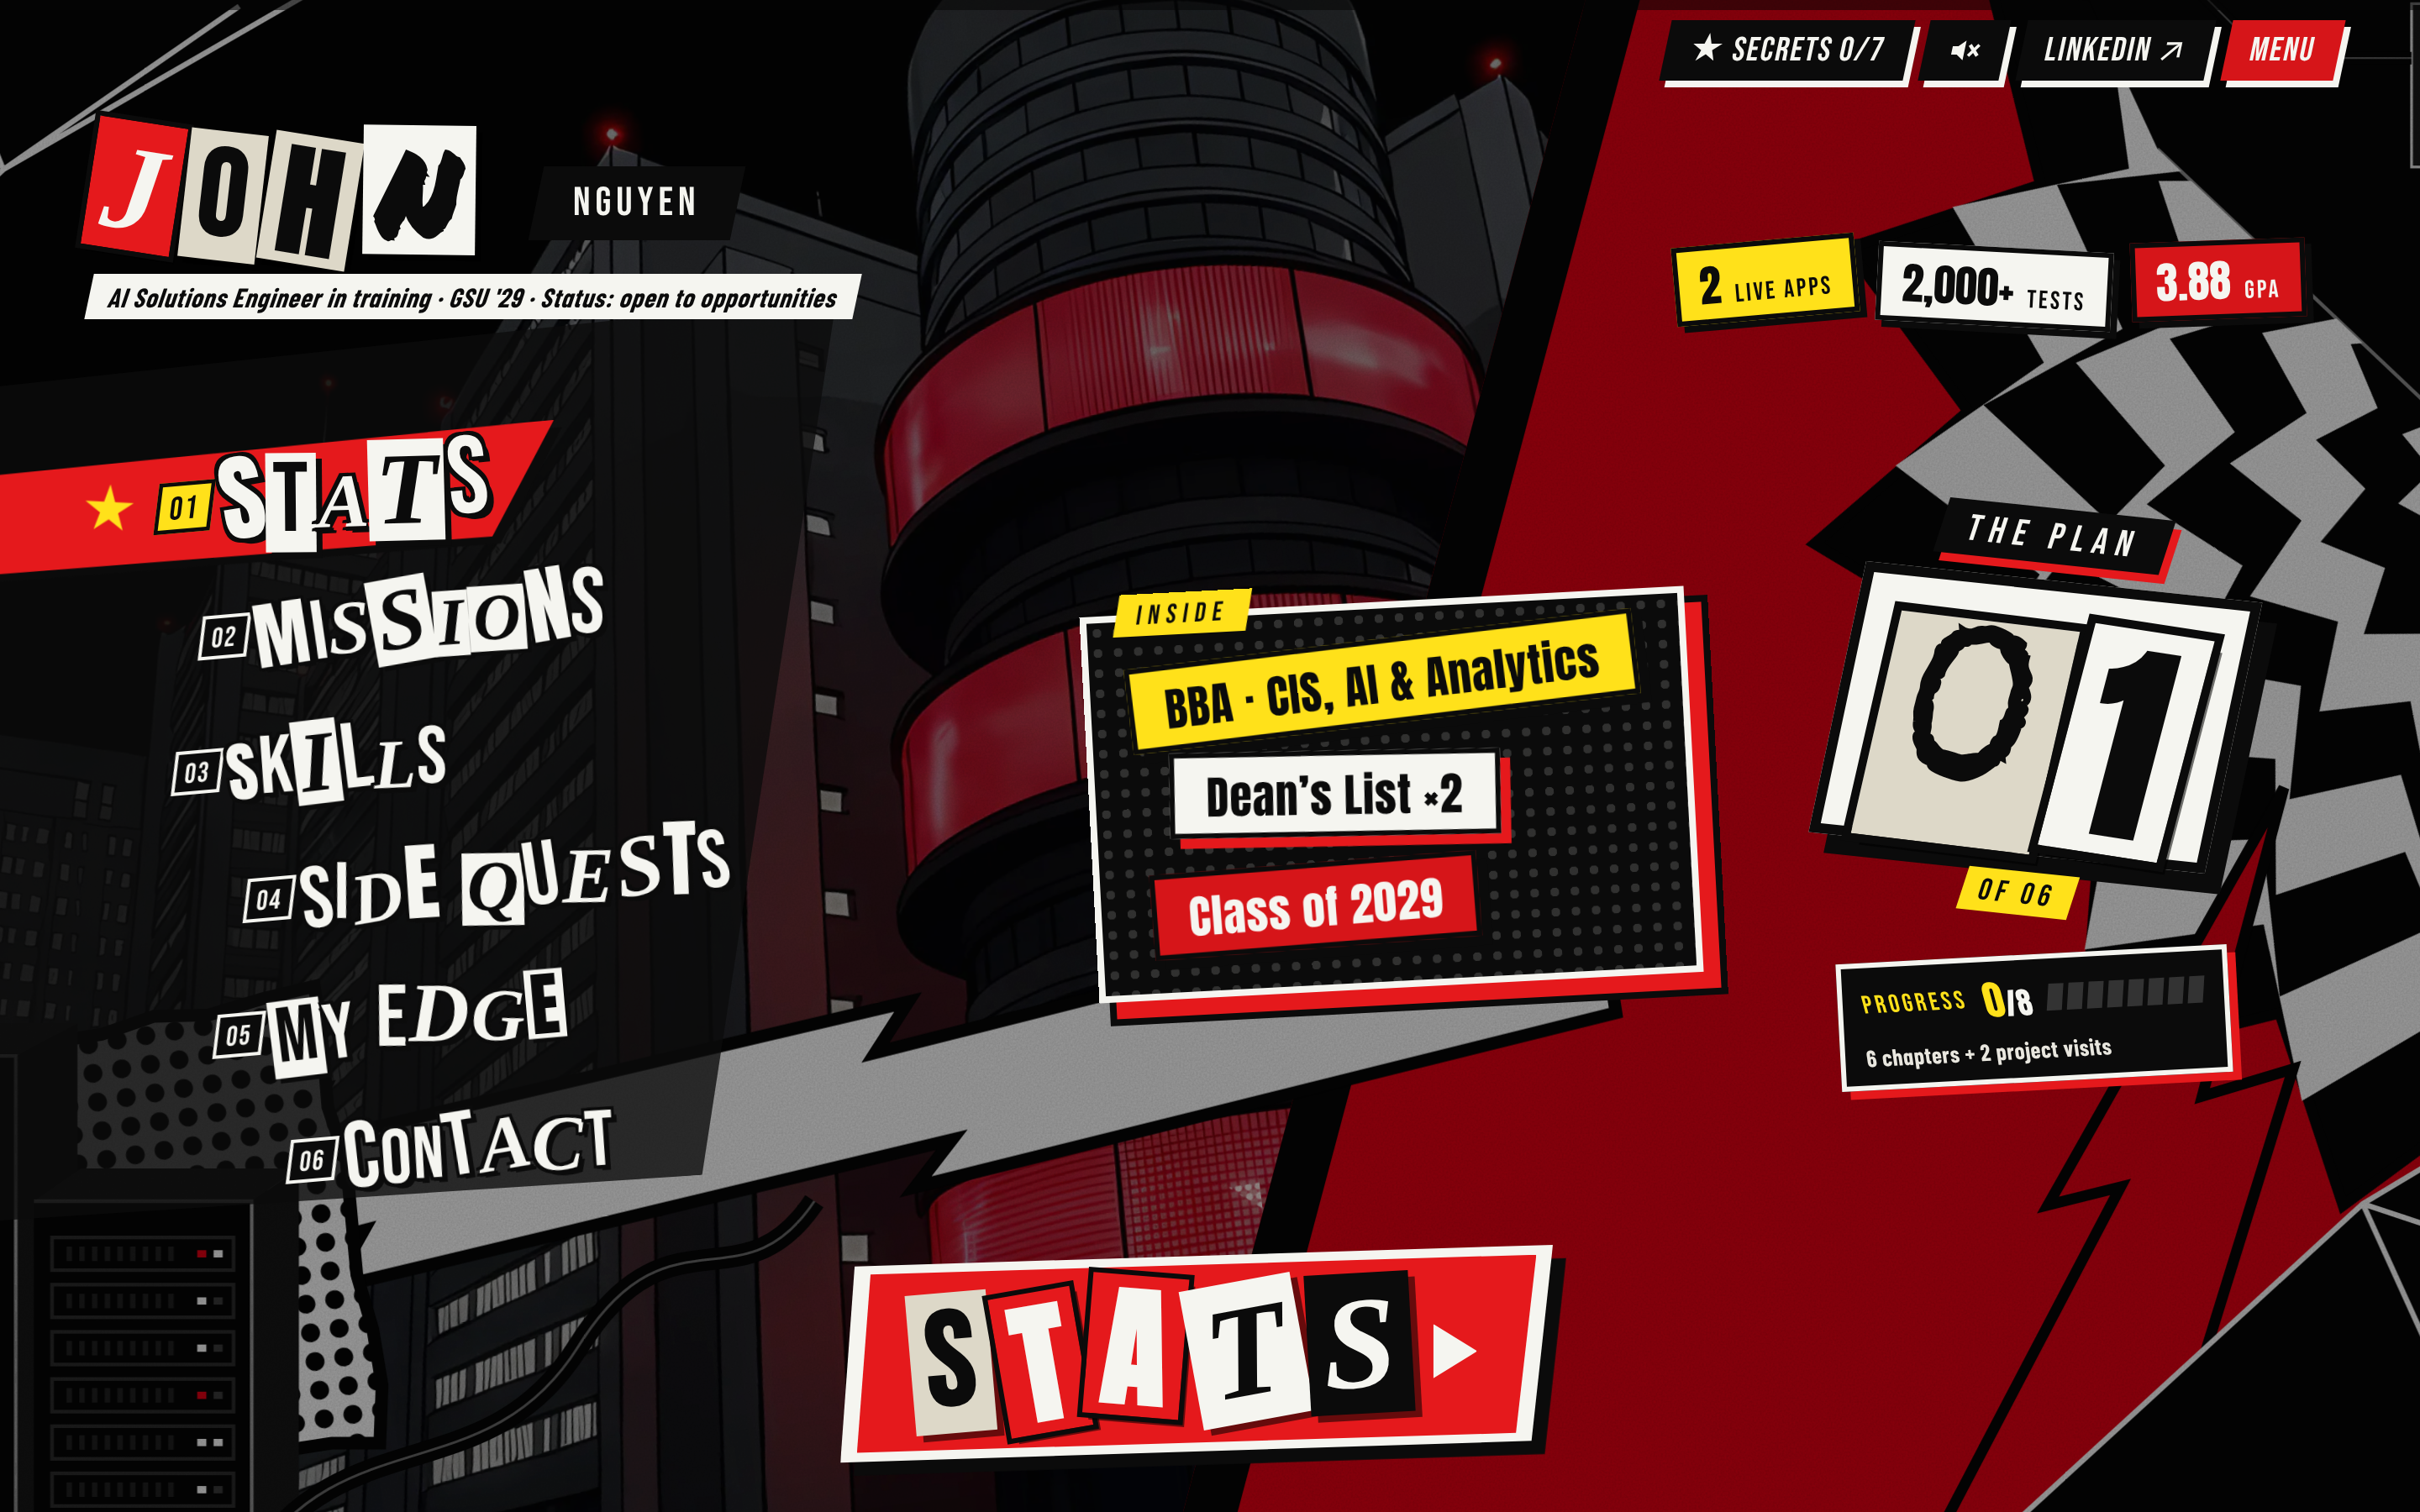 ★ SECRETS 0/7
LINKEDIN ↗
MENU
JOHN
NGUYEN
AI Solutions Engineer in training · GSU '29 · Status: open to opportunities
2 LIVE APPS
2,000+ TESTS
3.88 GPA
★ 01 STATS
02 MISSIONS
03 SKILLS
04 SIDE QUESTS
05 MY EDGE
06 CONTACT
INSIDE
BBA · CIS, AI & Analytics
Dean’s List ×2
Class of 2029
THE PLAN
01
OF 06
PROGRESS 0/8
6 chapters + 2 project visits
STATS